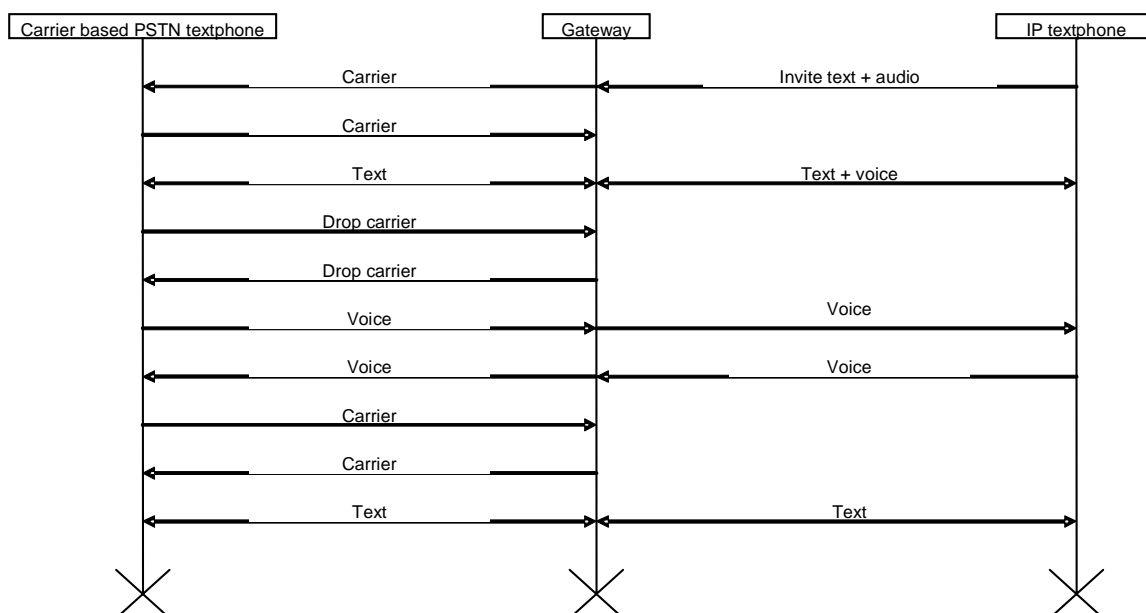 Carrier based PSTN textphone
Gateway
IP textphone
Carrier
Invite text + audio
Carrier
Text
Text + voice
Drop carrier
Drop carrier
Voice
Voice
Voice
Voice
Carrier
Carrier
Text
Text